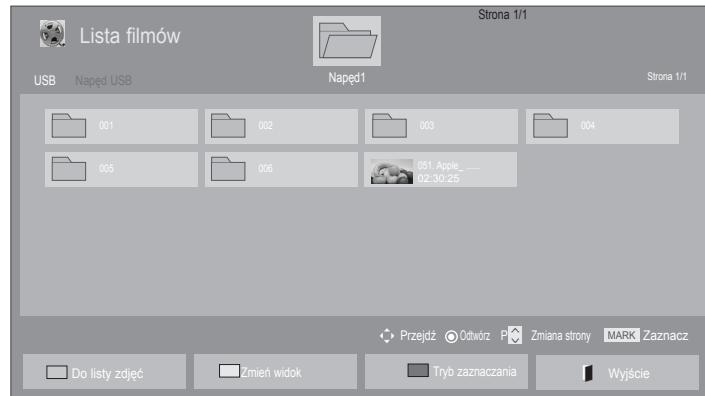 Strona 1/1
Lista filmów
Napęd1
USB Napęd USB
Strona 1/1
001 002 003 004
005 006 051. Apple_ ......
02:30:25
Przejdź Odtwórz P Zmiana strony MARK Zaznacz
Do listy zdjęć Zmień widok Tryb zaznaczania Wyjście